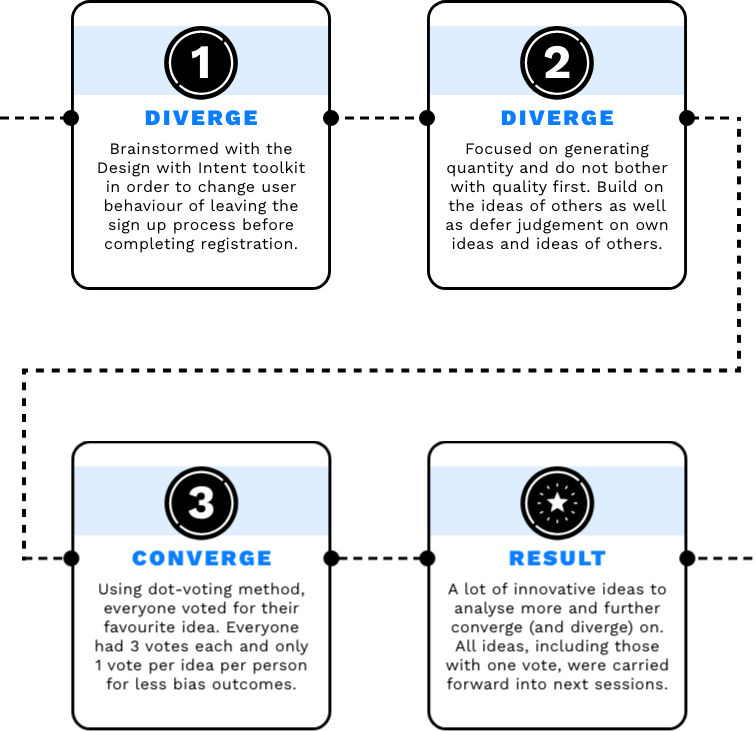 1
DIVERGE
Brainstormed with the
Design with Intent toolkit
in order to change user
behaviour of leaving the
sign up process before
completing registration.
2
DIVERGE
Focused on generating
quantity and do not bother
with quality first. Build on
the ideas of others as well
as defer judgement on own
ideas and ideas of others.
3
CONVERGE
Using dot-voting method,
everyone voted for their
favourite idea. Everyone
had 3 votes each and only
1 vote per idea per person
for less bias outcomes.
RESULT
A lot of innovative ideas to
analyse more and further
converge (and diverge) on.
All ideas, including those
with one vote, were carried
forward into next sessions.